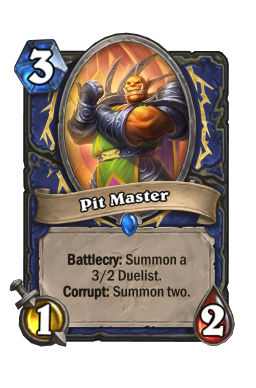 3
Pit Master
Battlecry: Summon a
3/2 Duelist.
Corrupt: Summon two.
1
2